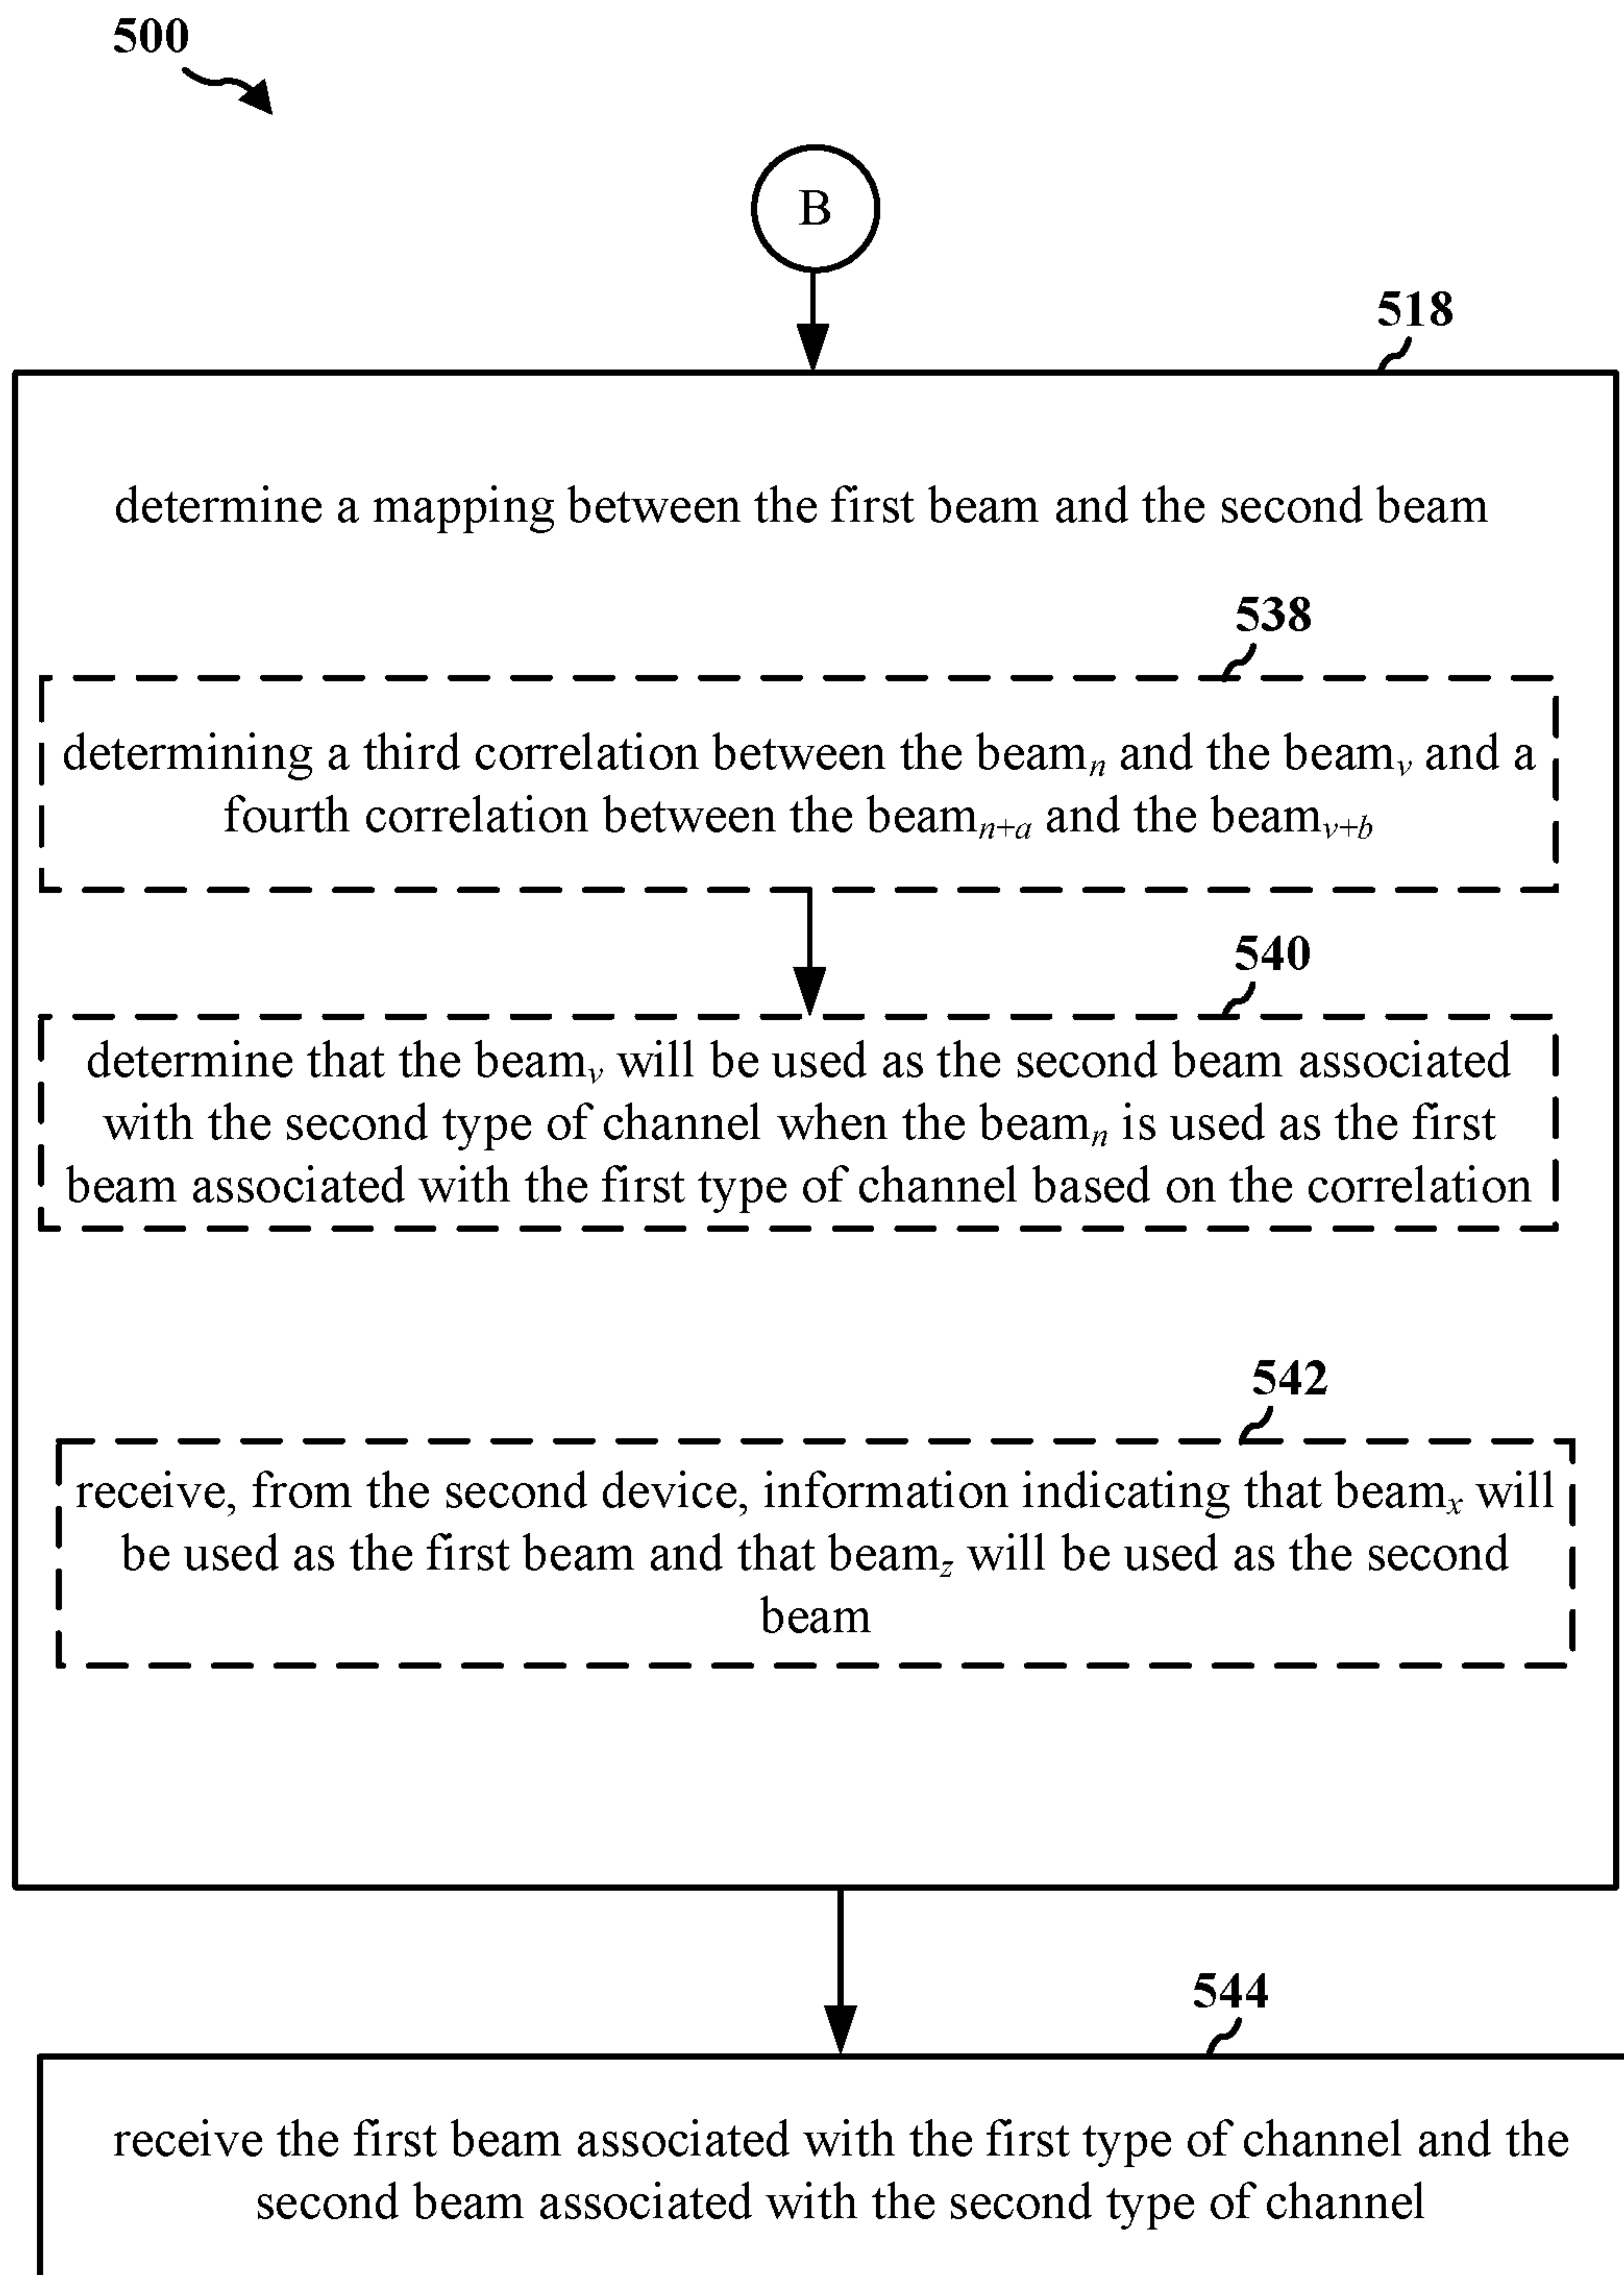 500
B
518
determine a mapping between the first beam and the second beam
538
determining a third correlation between the beamn and the beamv and a
fourth correlation between the beamn+a and the beamv+b
540
determine that the beamv will be used as the second beam associated
with the second type of channel when the beamn is used as the first
beam associated with the first type of channel based on the correlation
542
receive, from the second device, information indicating that beamx will
be used as the first beam and that beamz will be used as the second
beam
544
receive the first beam associated with the first type of channel and the
second beam associated with the second type of channel